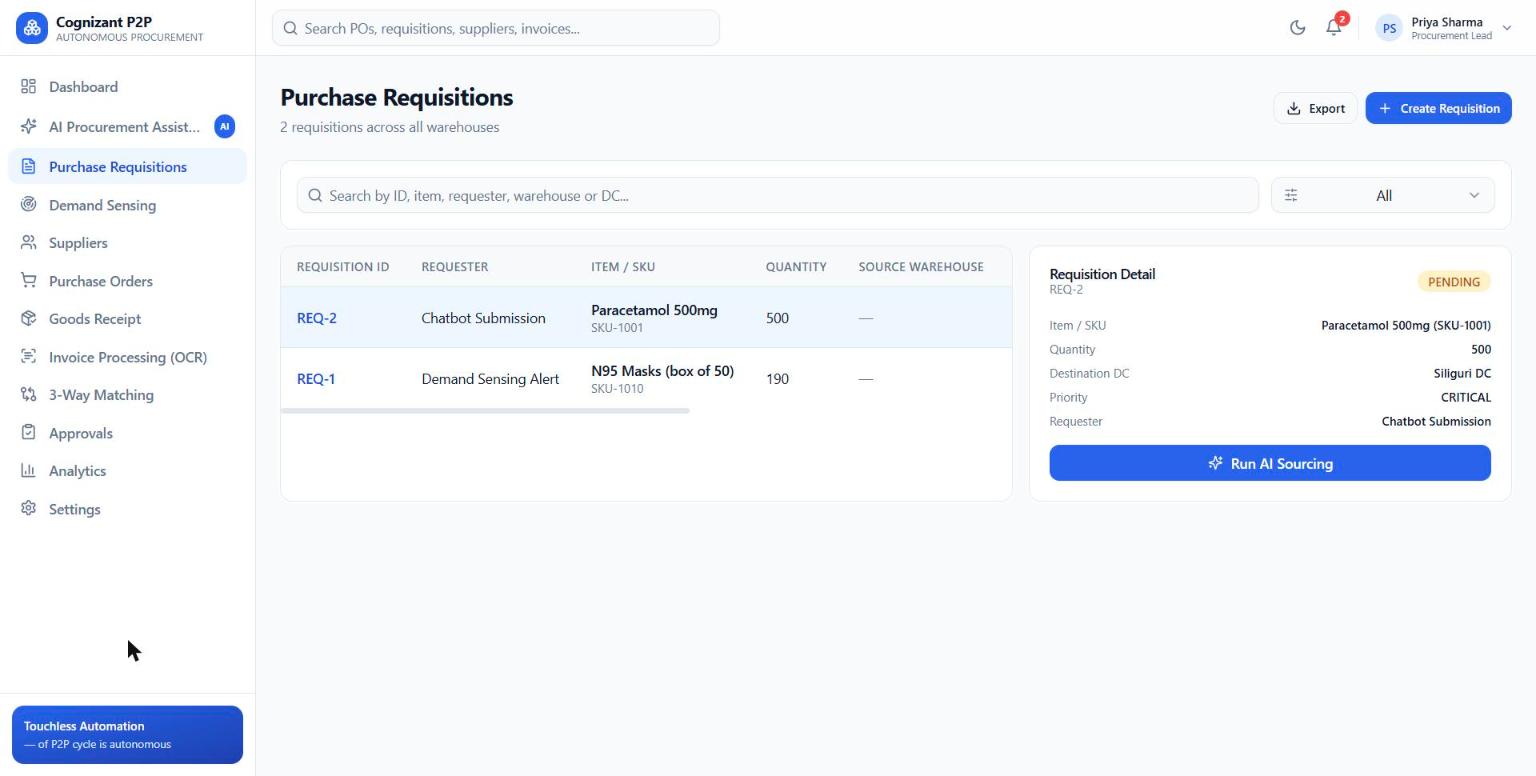 Cognizant P2P
AUTONOMOUS PROCUREMENT
Search POs, requisitions, suppliers, invoices...
2
PS
Priya Sharma
Procurement Lead
Dashboard
AI Procurement Assist...
AI
Purchase Requisitions
Demand Sensing
Suppliers
Purchase Orders
Goods Receipt
Invoice Processing (OCR)
3-Way Matching
Approvals
Analytics
Settings
Touchless Automation
— of P2P cycle is autonomous
Purchase Requisitions
2 requisitions across all warehouses
Export
Create Requisition
Search by ID, item, requester, warehouse or DC...
All
REQUISITION ID REQUESTER ITEM / SKU QUANTITY SOURCE WAREHOUSE
REQ-2 Chatbot Submission Paracetamol 500mg 500 —
SKU-1001
REQ-1 Demand Sensing Alert N95 Masks (box of 50) 190 —
SKU-1010
Requisition Detail
REQ-2
PENDING
Item / SKU Paracetamol 500mg (SKU-1001)
Quantity 500
Destination DC Siliguri DC
Priority CRITICAL
Requester Chatbot Submission
Run AI Sourcing